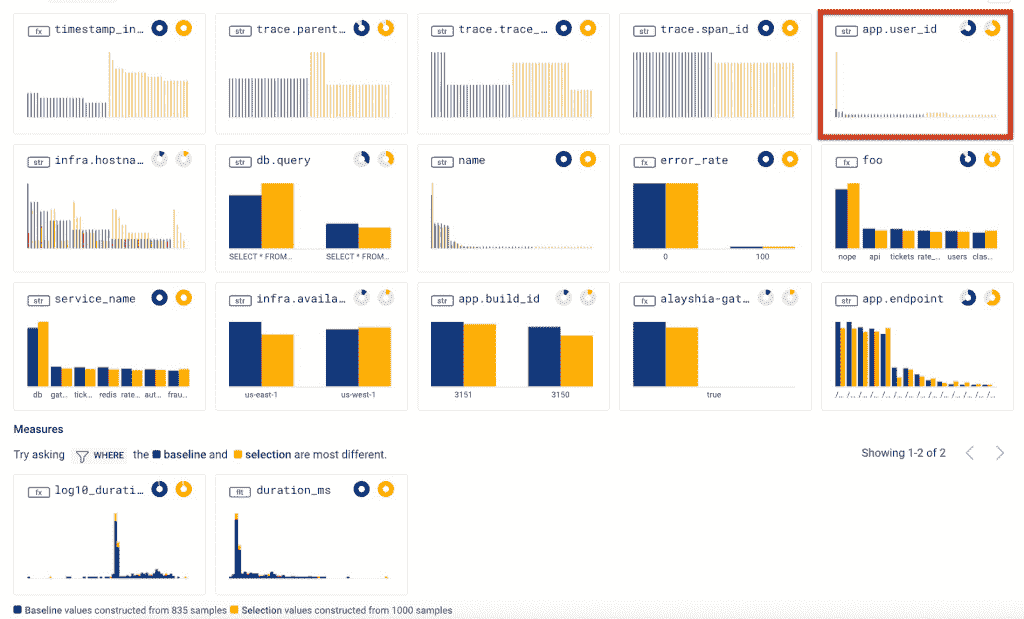 fx timestamp_in...
str trace.parent...
str trace.trace_...
str trace.span_id
str app.user_id
str infra.hostna...
str db.query
SELECT * FROM... SELECT * FROM...
str name
fx error_rate
0 100
fx foo
nope api tickets rate_... users clas...
str service_name
db gat... tick... redis rate... aut... frau...
str infra.availa...
us-east-1 us-west-1
str app.build_id
3151 3150
fx alayshia-gat...
true
str app.endpoint
/... /... /... /... /... /... /... /... /... /... /... /... /... /...
Measures
Try asking WHERE the baseline and selection are most different.
Showing 1-2 of 2
fx log10_durati...
flt duration_ms
Baseline values constructed from 835 samples Selection values constructed from 1000 samples